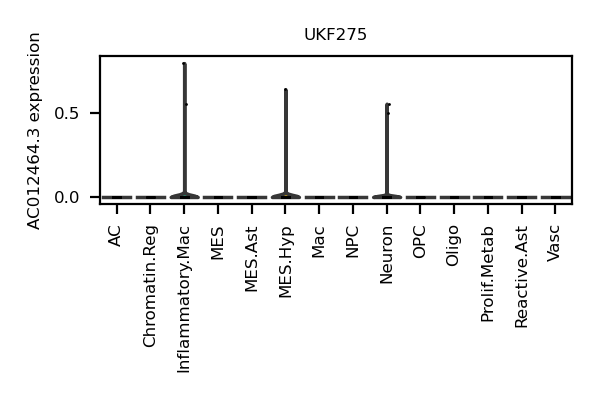 UKF275
AC012464.3 expression
0.5
0.0
AC
Chromatin.Reg
Inflammatory.Mac
MES
MES.Ast
MES.Hyp
Mac
NPC
Neuron
OPC
Oligo
Prolif.Metab
Reactive.Ast
Vasc